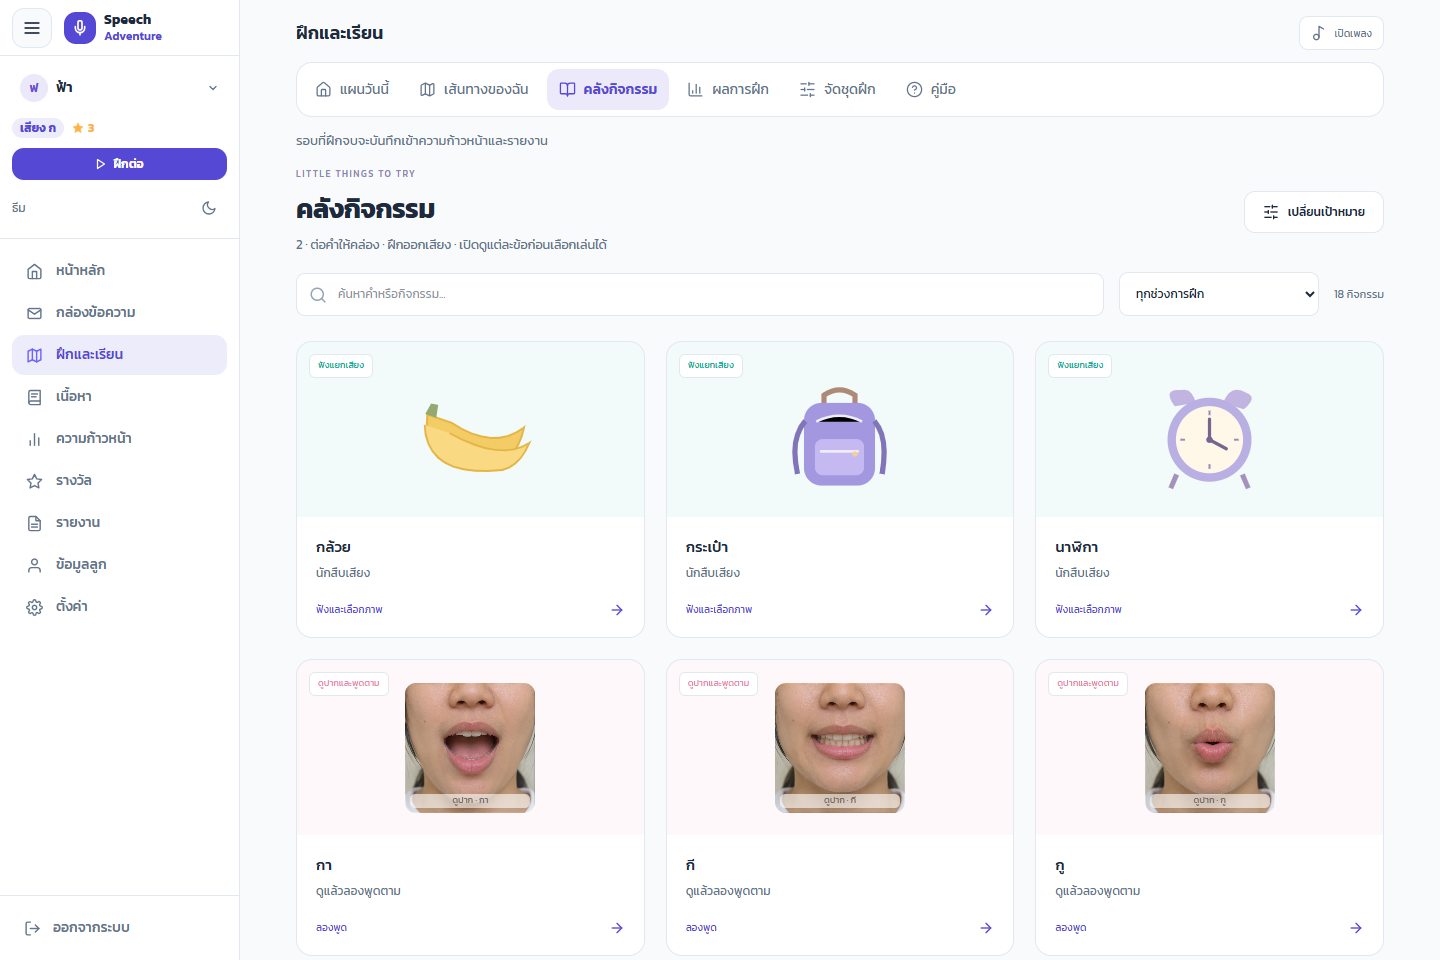 Speech
Adventure
ฟ
ฟ้า
เสียง ก
3
ฝึกต่อ
ธีม
หน้าหลัก
กล่องข้อความ
ฝึกและเรียน
เนื้อหา
ความก้าวหน้า
รางวัล
รายงาน
ข้อมูลลูก
ตั้งค่า
ออกจากระบบ
ฝึกและเรียน
เปิดเพลง
แผนวันนี้
เส้นทางของฉัน
คลังกิจกรรม
ผลการฝึก
จัดชุดฝึก
คู่มือ
รอบที่ฝึกจบจะบันทึกเข้าความก้าวหน้าและรายงาน
LITTLE THINGS TO TRY
คลังกิจกรรม
เปลี่ยนเป้าหมาย
2 · ต่อคำให้คล่อง · ฝึกออกเสียง · เปิดดูแต่ละข้อก่อนเลือกเล่นได้
ค้นหาคำหรือกิจกรรม...
ทุกช่วงการฝึก
18 กิจกรรม
ฟังแยกเสียง
กล้วย
นักสืบเสียง
ฟังและเลือกภาพ
ฟังแยกเสียง
กระเป๋า
นักสืบเสียง
ฟังและเลือกภาพ
ฟังแยกเสียง
นาฬิกา
นักสืบเสียง
ฟังและเลือกภาพ
ดูปากและพูดตาม
ดูปาก · กา
กา
ดูแล้วลองพูดตาม
ลองพูด
ดูปากและพูดตาม
ดูปาก · กี
กี
ดูแล้วลองพูดตาม
ลองพูด
ดูปากและพูดตาม
ดูปาก · กู
กู
ดูแล้วลองพูดตาม
ลองพูด